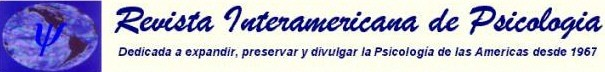 Ψ
Revista Interamericana de Psicologia
Dedicada a expandir, preservar y divulgar la Psicología de las Americas desde 1967